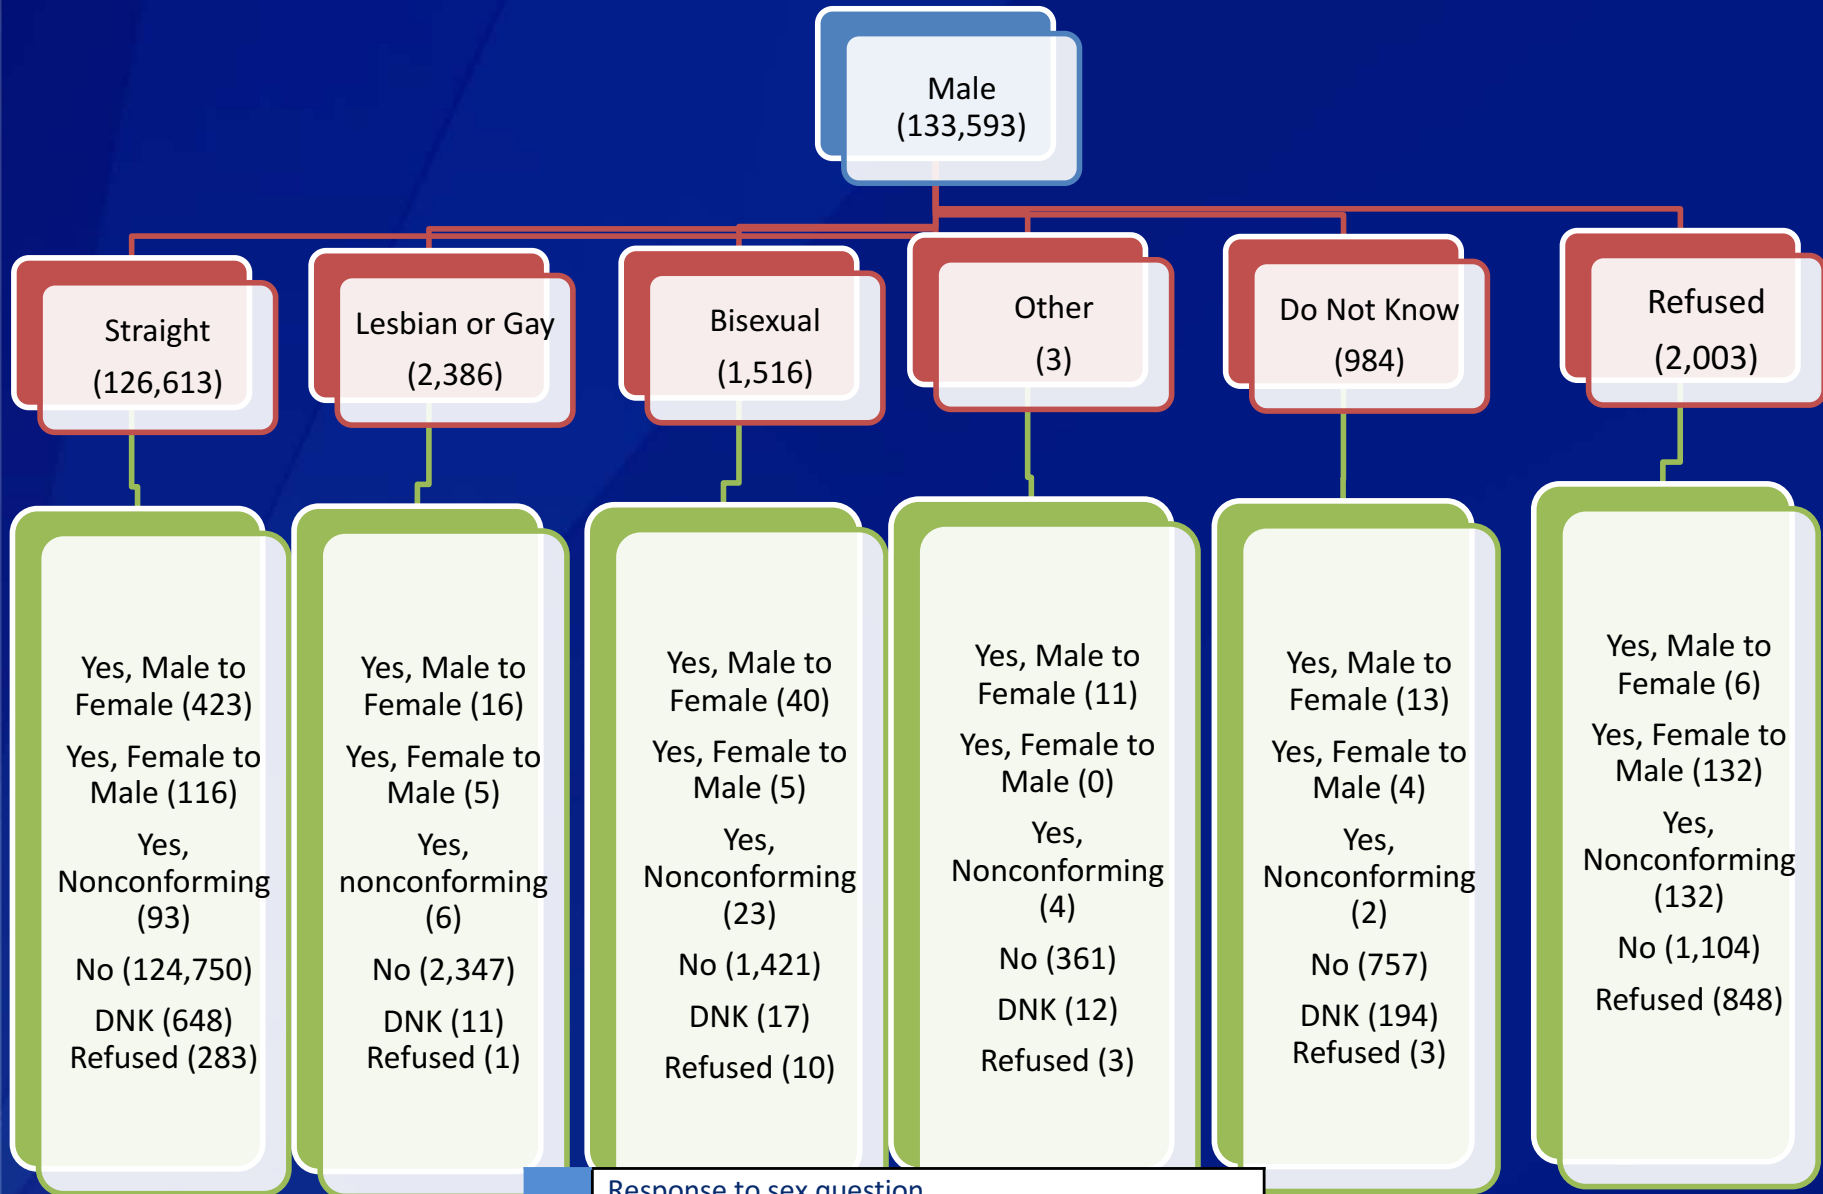 Male
(133,593)
Straight
(126,613)
Lesbian or Gay
(2,386)
Bisexual
(1,516)
Other
(3)
Do Not Know
(984)
Refused
(2,003)
Yes, Male to
Female (423)
Yes, Female to
Male (116)
Yes,
Nonconforming
(93)
No (124,750)
DNK (648)
Refused (283)
Yes, Male to
Female (16)
Yes, Female to
Male (5)
Yes,
nonconforming
(6)
No (2,347)
DNK (11)
Refused (1)
Yes, Male to
Female (40)
Yes, Female to
Male (5)
Yes,
Nonconforming
(23)
No (1,421)
DNK (17)
Refused (10)
Yes, Male to
Female (11)
Yes, Female to
Male (0)
Yes,
Nonconforming
(4)
No (361)
DNK (12)
Refused (3)
Yes, Male to
Female (13)
Yes, Female to
Male (4)
Yes,
Nonconforming
(2)
No (757)
DNK (194)
Refused (3)
Yes, Male to
Female (6)
Yes, Female to
Male (132)
Yes,
Nonconforming
(132)
No (1,104)
Refused (848)
Response to sex question